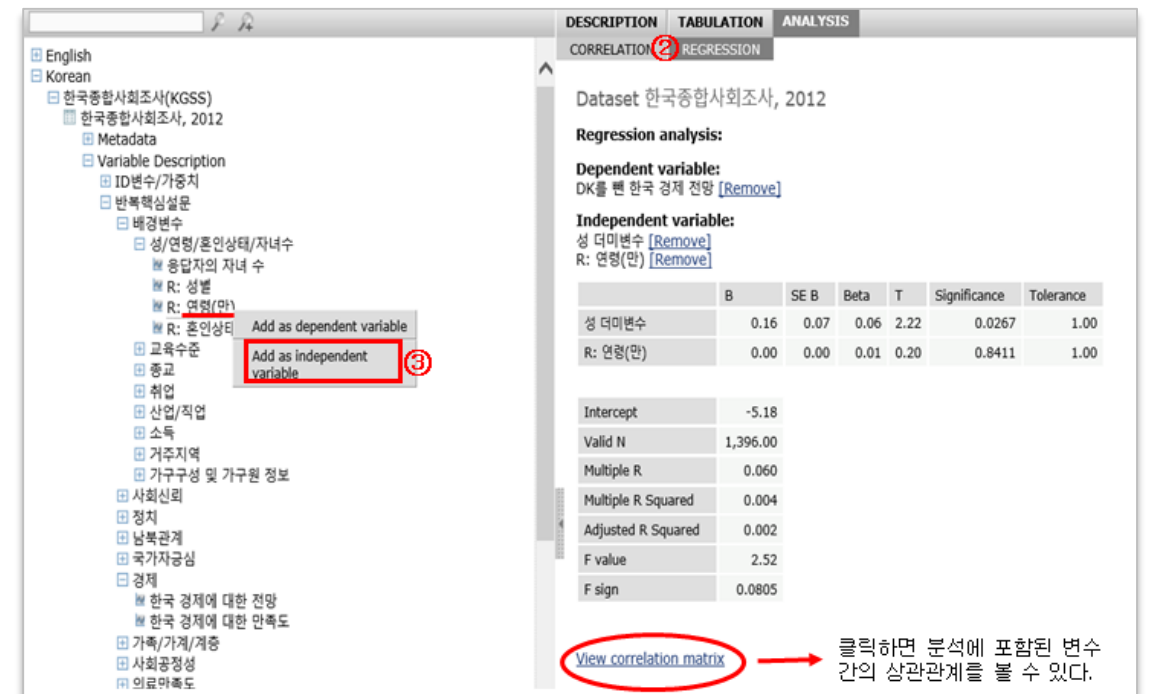 English
Korean
한국종합사회조사(KGSS)
한국종합사회조사, 2012
Metadata
Variable Description
ID변수/가중치
반복핵심설문
배경변수
성/연령/혼인상태/자녀수
응답자의 자녀 수
R: 성별
R: 연령(만)
R: 혼인상태
Add as dependent variable
Add as independent
variable
③
교육수준
종교
취업
산업/직업
소득
거주지역
가구구성 및 가구원 정보
사회신뢰
정치
남북관계
국가자긍심
경제
한국 경제에 대한 전망
한국 경제에 대한 만족도
가족/가계/계층
사회공정성
의료만족도
DESCRIPTION TABULATION ANALYSIS
CORRELATION ② REGRESSION
Dataset 한국종합사회조사, 2012
Regression analysis:
Dependent variable:
DK를 뺀 한국 경제 전망 [Remove]
Independent variable:
성 더미변수 [Remove]
R: 연령(만) [Remove]
B SE B Beta T Significance Tolerance
성 더미변수 0.16 0.07 0.06 2.22 0.0267 1.00
R: 연령(만) 0.00 0.00 0.01 0.20 0.8411 1.00
Intercept -5.18
Valid N 1,396.00
Multiple R 0.060
Multiple R Squared 0.004
Adjusted R Squared 0.002
F value 2.52
F sign 0.0805
View correlation matrix
클릭하면 분석에 포함된 변수
간의 상관관계를 볼 수 있다.